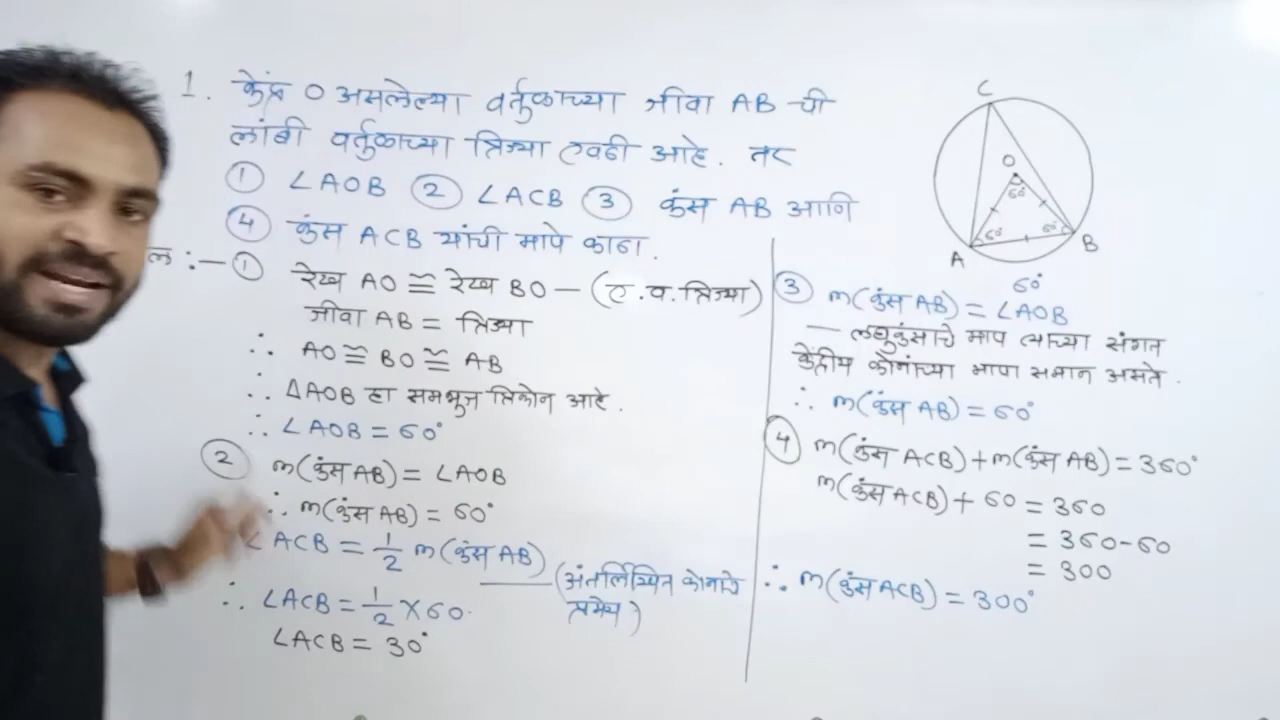 1. केंद्र O असलेल्या वर्तुळाच्या जीवा AB ची
लांबी वर्तुळाच्या त्रिज्या एवढी आहे. तर
① ∠AOB ② ∠ACB ③ कंस AB आणि
④ कंस ACB यांची मापे काढा.
ल :- ① रेख AO ≅ रेख BO - (ए.व.त्रिज्या)
जीवा AB = त्रिज्या
∴ AO ≅ BO ≅ AB
∴ ΔAOB हा समभुज त्रिकोण आहे.
∴ ∠AOB = 60°
② m(कंस AB) = ∠AOB
∴ m(कंस AB) = 60°
∠ACB = 1/2 m(कंस AB)
— (अंतर्लिखित कोनाचे
प्रमेय)
∴ ∠ACB = 1/2 × 60.
∠ACB = 30°
C
O
60°
60°
60°
A
B
60°
③ m(कंस AB) = ∠AOB
— लघुकंसाचे माप त्याच्या संगत
केंद्रीय कोनांच्या मापा समान असते.
∴ m(कंस AB) = 60°
④ m(कंस ACB) + m(कंस AB) = 360°
m(कंस ACB) + 60 = 360
= 360-60
= 300
∴ m(कंस ACB) = 300°